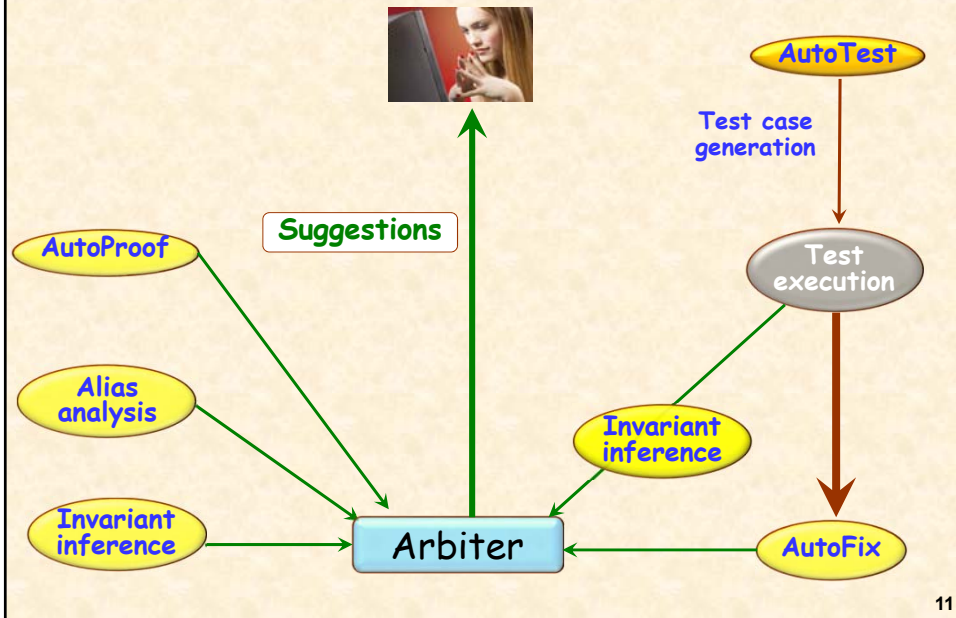 AutoTest
Test case
generation
Suggestions
AutoProof
Test
execution
Alias
analysis
Invariant
inference
Invariant
inference
Arbiter
AutoFix
11